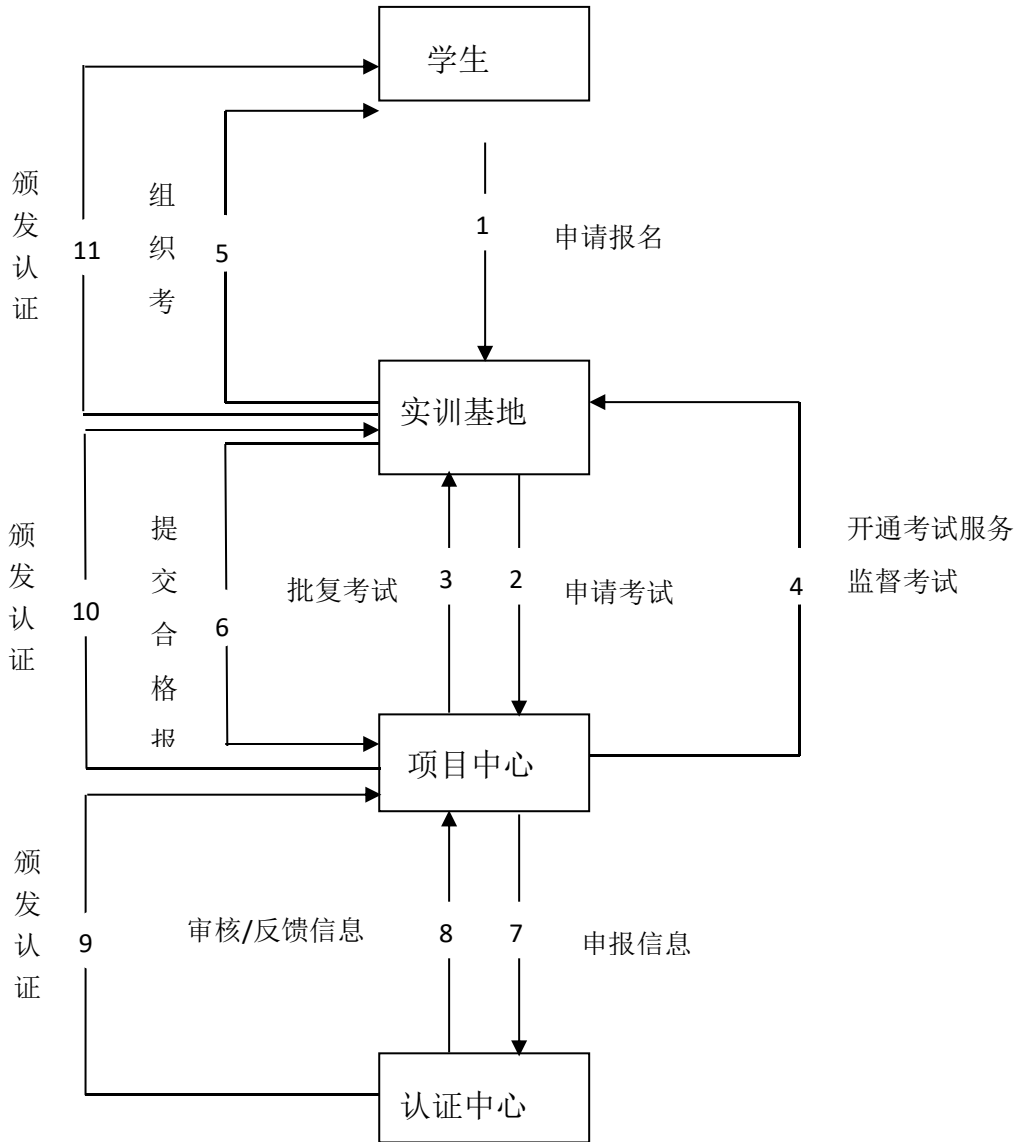 学生
颁发认证
11
组织考
5
1
申请报名
实训基地
颁发认证
10
提交合格报
6
批复考试
3
2
申请考试
4
开通考试服务
监督考试
项目中心
颁发认证
9
审核/反馈信息
8
7
申报信息
认证中心